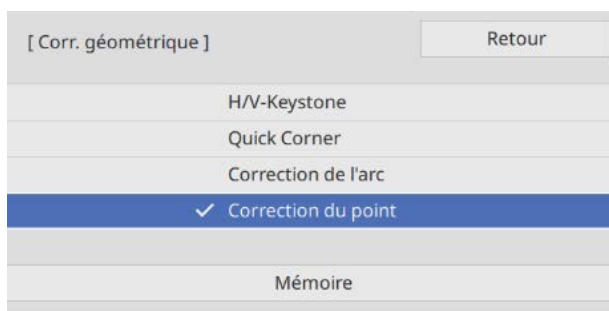 [ Corr. géométrique ]
Retour
H/V-Keystone
Quick Corner
Correction de l'arc
Correction du point
Mémoire